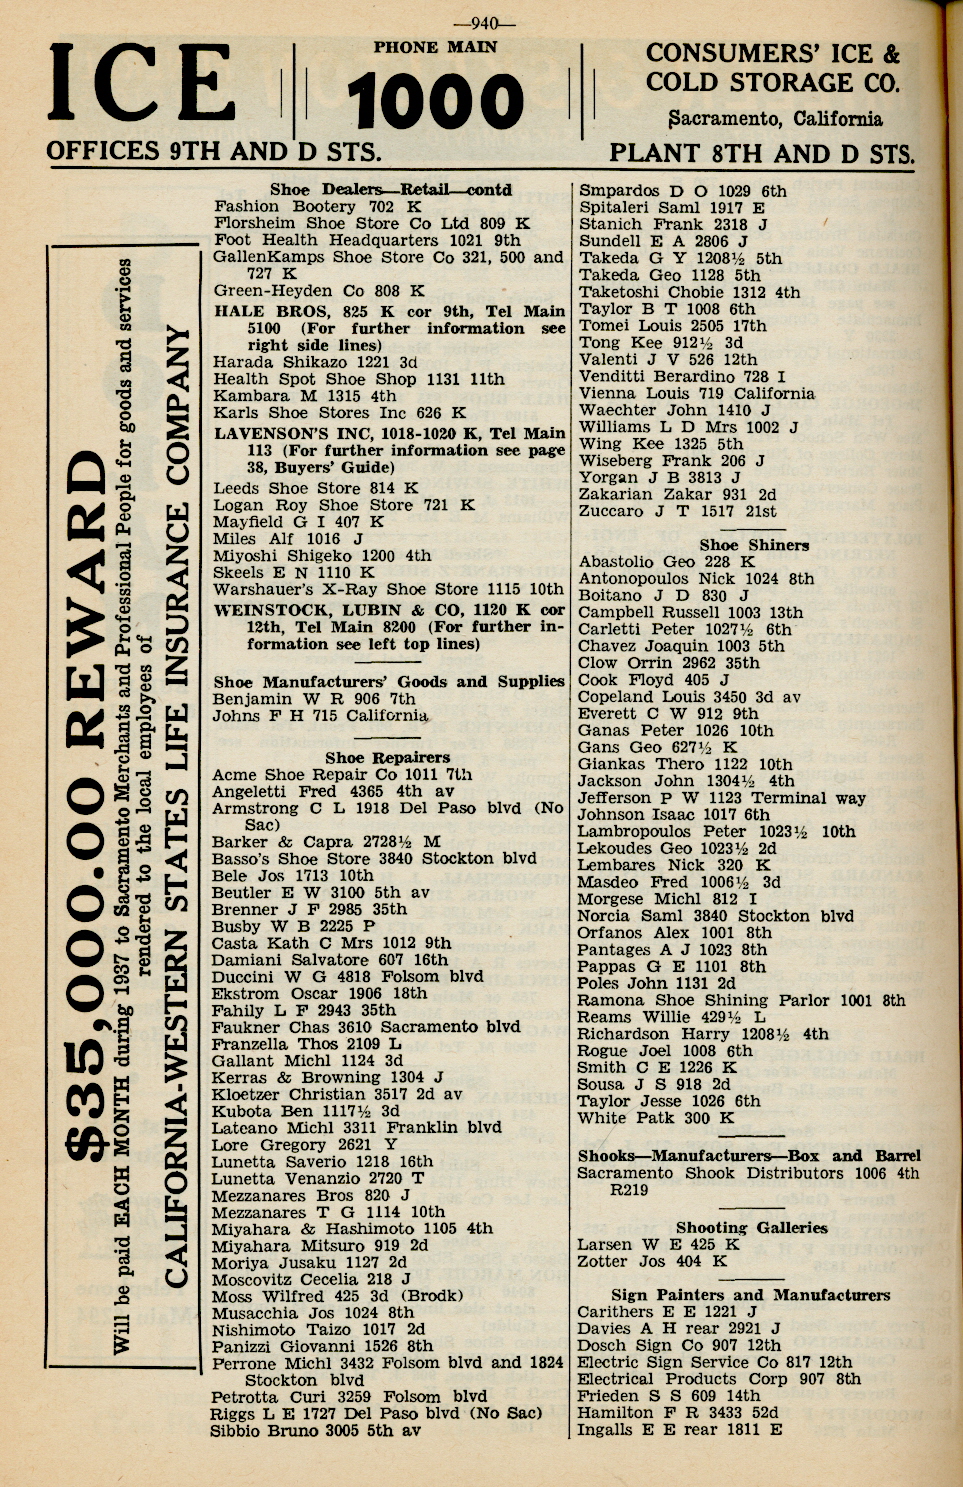 —940—
ICE
PHONE MAIN
1000
CONSUMERS' ICE &
COLD STORAGE CO.
Sacramento, California
OFFICES 9TH AND D STS.
PLANT 8TH AND D STS.
$35,000.00 REWARD
Will be paid EACH MONTH during 1937 to Sacramento Merchants and Professional People for goods and services
rendered to the local employees of
CALIFORNIA-WESTERN STATES LIFE INSURANCE COMPANY
Shoe Dealers—Retail—contd
Fashion Bootery 702 K
Florsheim Shoe Store Co Ltd 809 K
Foot Health Headquarters 1021 9th
GallenKamps Shoe Store Co 321, 500 and
727 K
Green-Heyden Co 808 K
HALE BROS, 825 K cor 9th, Tel Main
5100 (For further information see
right side lines)
Harada Shikazo 1221 3d
Health Spot Shoe Shop 1131 11th
Kambara M 1315 4th
Karls Shoe Stores Inc 626 K
LAVENSON'S INC, 1018-1020 K, Tel Main
113 (For further information see page
38, Buyers' Guide)
Leeds Shoe Store 814 K
Logan Roy Shoe Store 721 K
Mayfield G I 407 K
Miles Alf 1016 J
Miyoshi Shigeko 1200 4th
Skeels E N 1110 K
Warshauer's X-Ray Shoe Store 1115 10th
WEINSTOCK, LUBIN & CO, 1120 K cor
12th, Tel Main 8200 (For further in-
formation see left top lines)
Shoe Manufacturers' Goods and Supplies
Benjamin W R 906 7th
Johns F H 715 California
Shoe Repairers
Acme Shoe Repair Co 1011 7th
Angeletti Fred 4365 4th av
Armstrong C L 1918 Del Paso blvd (No
Sac)
Barker & Capra 2728½ M
Basso's Shoe Store 3840 Stockton blvd
Bele Jos 1713 10th
Beutler E W 3100 5th av
Brenner J F 2985 35th
Busby W B 2225 P
Casta Kath C Mrs 1012 9th
Damiani Salvatore 607 16th
Duccini W G 4818 Folsom blvd
Ekstrom Oscar 1906 18th
Fahily L F 2943 35th
Faukner Chas 3610 Sacramento blvd
Franzella Thos 2109 L
Gallant Michl 1124 3d
Kerras & Browning 1304 J
Kloetzer Christian 3517 2d av
Kubota Ben 1117½ 3d
Lateano Michl 3311 Franklin blvd
Lore Gregory 2621 Y
Lunetta Saverio 1218 16th
Lunetta Venanzio 2720 T
Mezzanares Bros 820 J
Mezzanares T G 1114 10th
Miyahara & Hashimoto 1105 4th
Miyahara Mitsuro 919 2d
Moriya Jusaku 1127 2d
Moscovitz Cecelia 218 J
Moss Wilfred 425 3d (Brodk)
Musacchia Jos 1024 8th
Nishimoto Taizo 1017 2d
Panizzi Giovanni 1526 8th
Perrone Michl 3432 Folsom blvd and 1824
Stockton blvd
Petrotta Curi 3259 Folsom blvd
Riggs L E 1727 Del Paso blvd (No Sac)
Sibbio Bruno 3005 5th av
Smpardos D O 1029 6th
Spitaleri Saml 1917 E
Stanich Frank 2318 J
Sundell E A 2806 J
Takeda G Y 1208½ 5th
Takeda Geo 1128 5th
Taketoshi Chobie 1312 4th
Taylor B T 1008 6th
Tomei Louis 2505 17th
Tong Kee 912½ 3d
Valenti J V 526 12th
Venditti Berardino 728 I
Vienna Louis 719 California
Waechter John 1410 J
Williams L D Mrs 1002 J
Wing Kee 1325 5th
Wiseberg Frank 206 J
Yorgan J B 3813 J
Zakarian Zakar 931 2d
Zuccaro J T 1517 21st
Shoe Shiners
Abastolio Geo 228 K
Antonopoulos Nick 1024 8th
Boitano J D 830 J
Campbell Russell 1003 13th
Carletti Peter 1027½ 6th
Chavez Joaquin 1003 5th
Clow Orrin 2962 35th
Cook Floyd 405 J
Copeland Louis 3450 3d av
Everett C W 912 9th
Ganas Peter 1026 10th
Gans Geo 627½ K
Giankas Thero 1122 10th
Jackson John 1304½ 4th
Jefferson P W 1123 Terminal way
Johnson Isaac 1017 6th
Lambropoulos Peter 1023½ 10th
Lekoudes Geo 1023½ 2d
Lembares Nick 320 K
Masdeo Fred 1006½ 3d
Morgese Michl 812 I
Norcia Saml 3840 Stockton blvd
Orfanos Alex 1001 8th
Pantages A J 1023 8th
Pappas G E 1101 8th
Poles John 1131 2d
Ramona Shoe Shining Parlor 1001 8th
Reams Willie 429½ L
Richardson Harry 1208½ 4th
Rogue Joel 1008 6th
Smith C E 1226 K
Sousa J S 918 2d
Taylor Jesse 1026 6th
White Patk 300 K
Shooks—Manufacturers—Box and Barrel
Sacramento Shook Distributors 1006 4th
R219
Shooting Galleries
Larsen W E 425 K
Zotter Jos 404 K
Sign Painters and Manufacturers
Carithers E E 1221 J
Davies A H rear 2921 J
Dosch Sign Co 907 12th
Electric Sign Service Co 817 12th
Electrical Products Corp 907 8th
Frieden S S 609 14th
Hamilton F R 3433 52d
Ingalls E E rear 1811 E